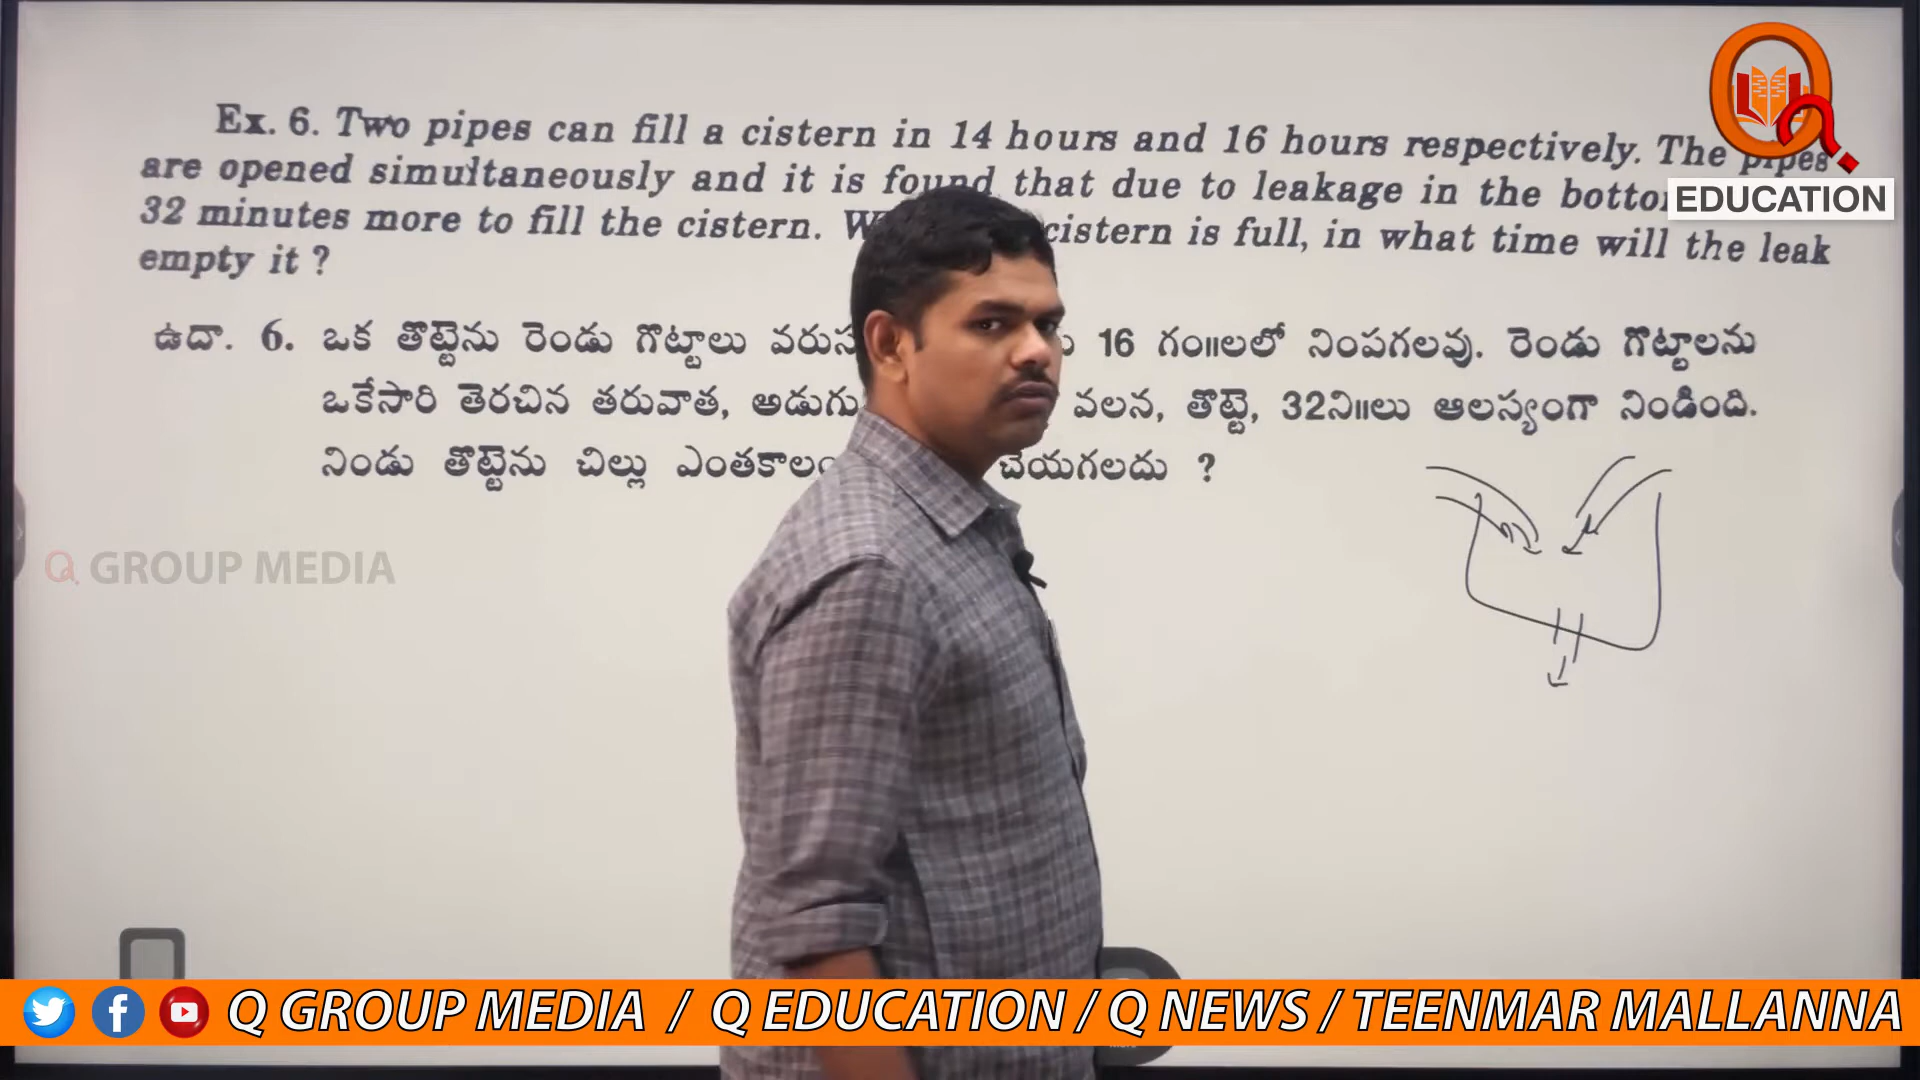 Ex. 6. Two pipes can fill a cistern in 14 hours and 16 hours respectively. The pipes
are opened simultaneously and it is found that due to leakage in the
32 minutes more to fill the cistern. cistern is full, in what time will the leak
empty it ?
ఉదా. 6. ఒక తొట్టెను రెండు గొట్టాలు 16 గం॥లలో నింపగలవు. రెండు గొట్టాలను
ఒకేసారి తెరచిన తరువాత, అడుగు వలన, తొట్టె, 32ని॥లు ఆలస్యంగా నిండింది.
నిండు తొట్టెను చిల్లు చేయగలదు ?
Q.
EDUCATION
Q GROUP MEDIA
Q GROUP MEDIA / Q EDUCATION / Q NEWS / TEENMAR MALLANNA